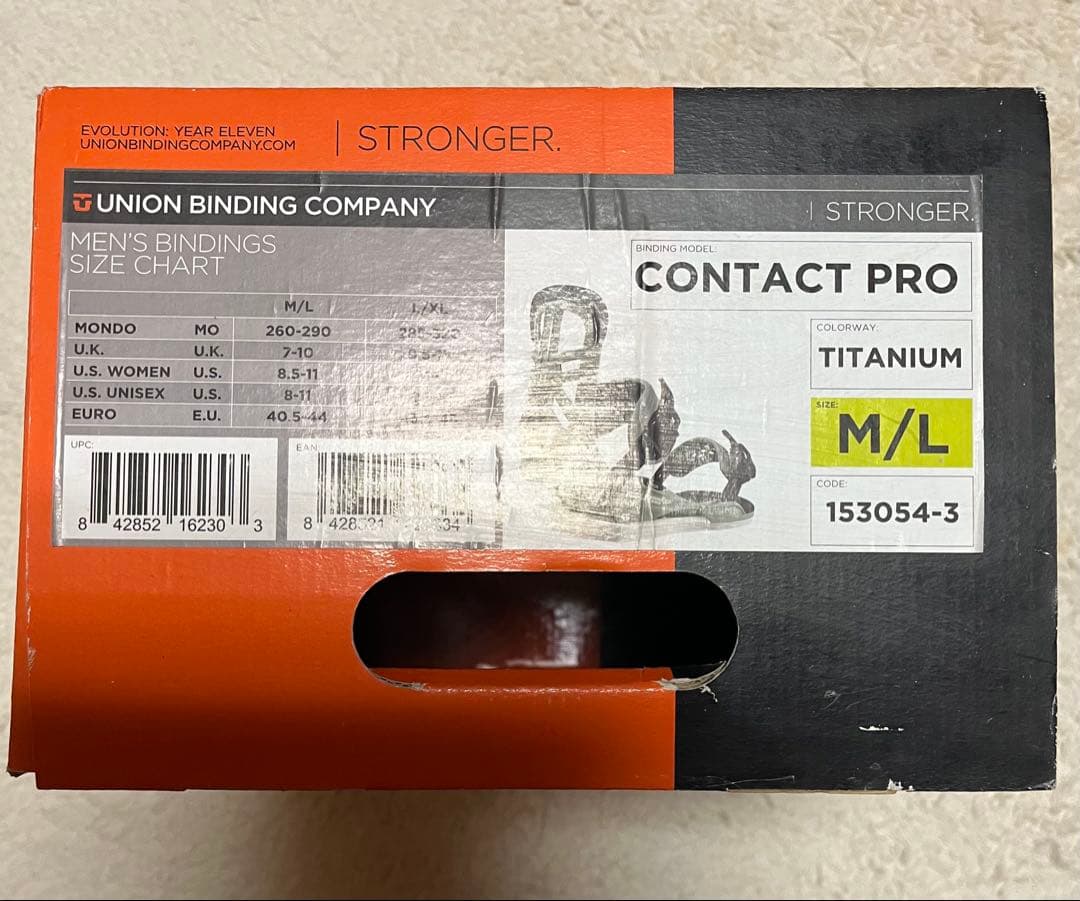 EVOLUTION: YEAR ELEVEN
UNIONBINDINGCOMPANY.COM
STRONGER.
UNION BINDING COMPANY
STRONGER.
MEN'S BINDINGS
SIZE CHART
M/L L/XL
MONDO MO 260-290
U.K. U.K. 7-10
U.S. WOMEN U.S. 8.5-11
U.S. UNISEX U.S. 8-11
EURO E.U. 40.5-44
UPC:
8 42852 16230 3
EAN
8
BINDING MODEL:
CONTACT PRO
COLORWAY:
TITANIUM
SIZE:
M/L
CODE:
153054-3